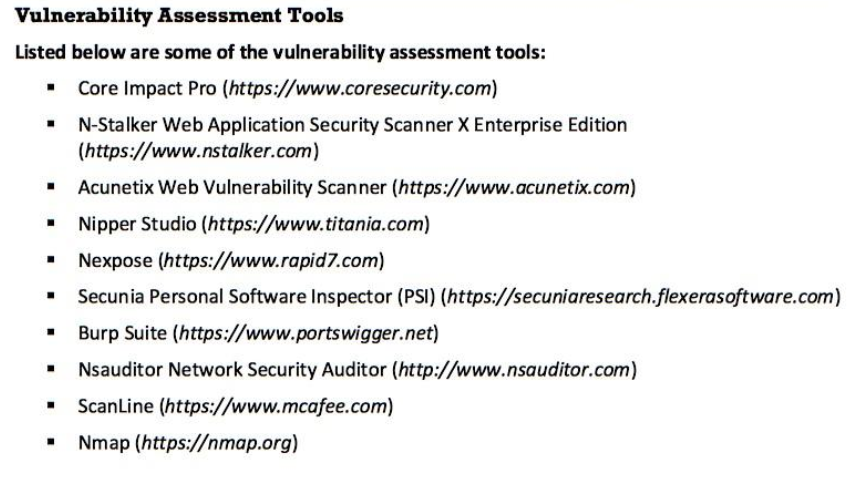 Vulnerability Assessment Tools
Listed below are some of the vulnerability assessment tools:
▪ Core Impact Pro (https://www.coresecurity.com)
▪ N-Stalker Web Application Security Scanner X Enterprise Edition
(https://www.nstalker.com)
▪ Acunetix Web Vulnerability Scanner (https://www.acunetix.com)
▪ Nipper Studio (https://www.titania.com)
▪ Nexpose (https://www.rapid7.com)
▪ Secunia Personal Software Inspector (PSI) (https://secuniaresearch.flexerasoftware.com)
▪ Burp Suite (https://www.portswigger.net)
▪ Nsauditor Network Security Auditor (http://www.nsauditor.com)
▪ ScanLine (https://www.mcafee.com)
▪ Nmap (https://nmap.org)